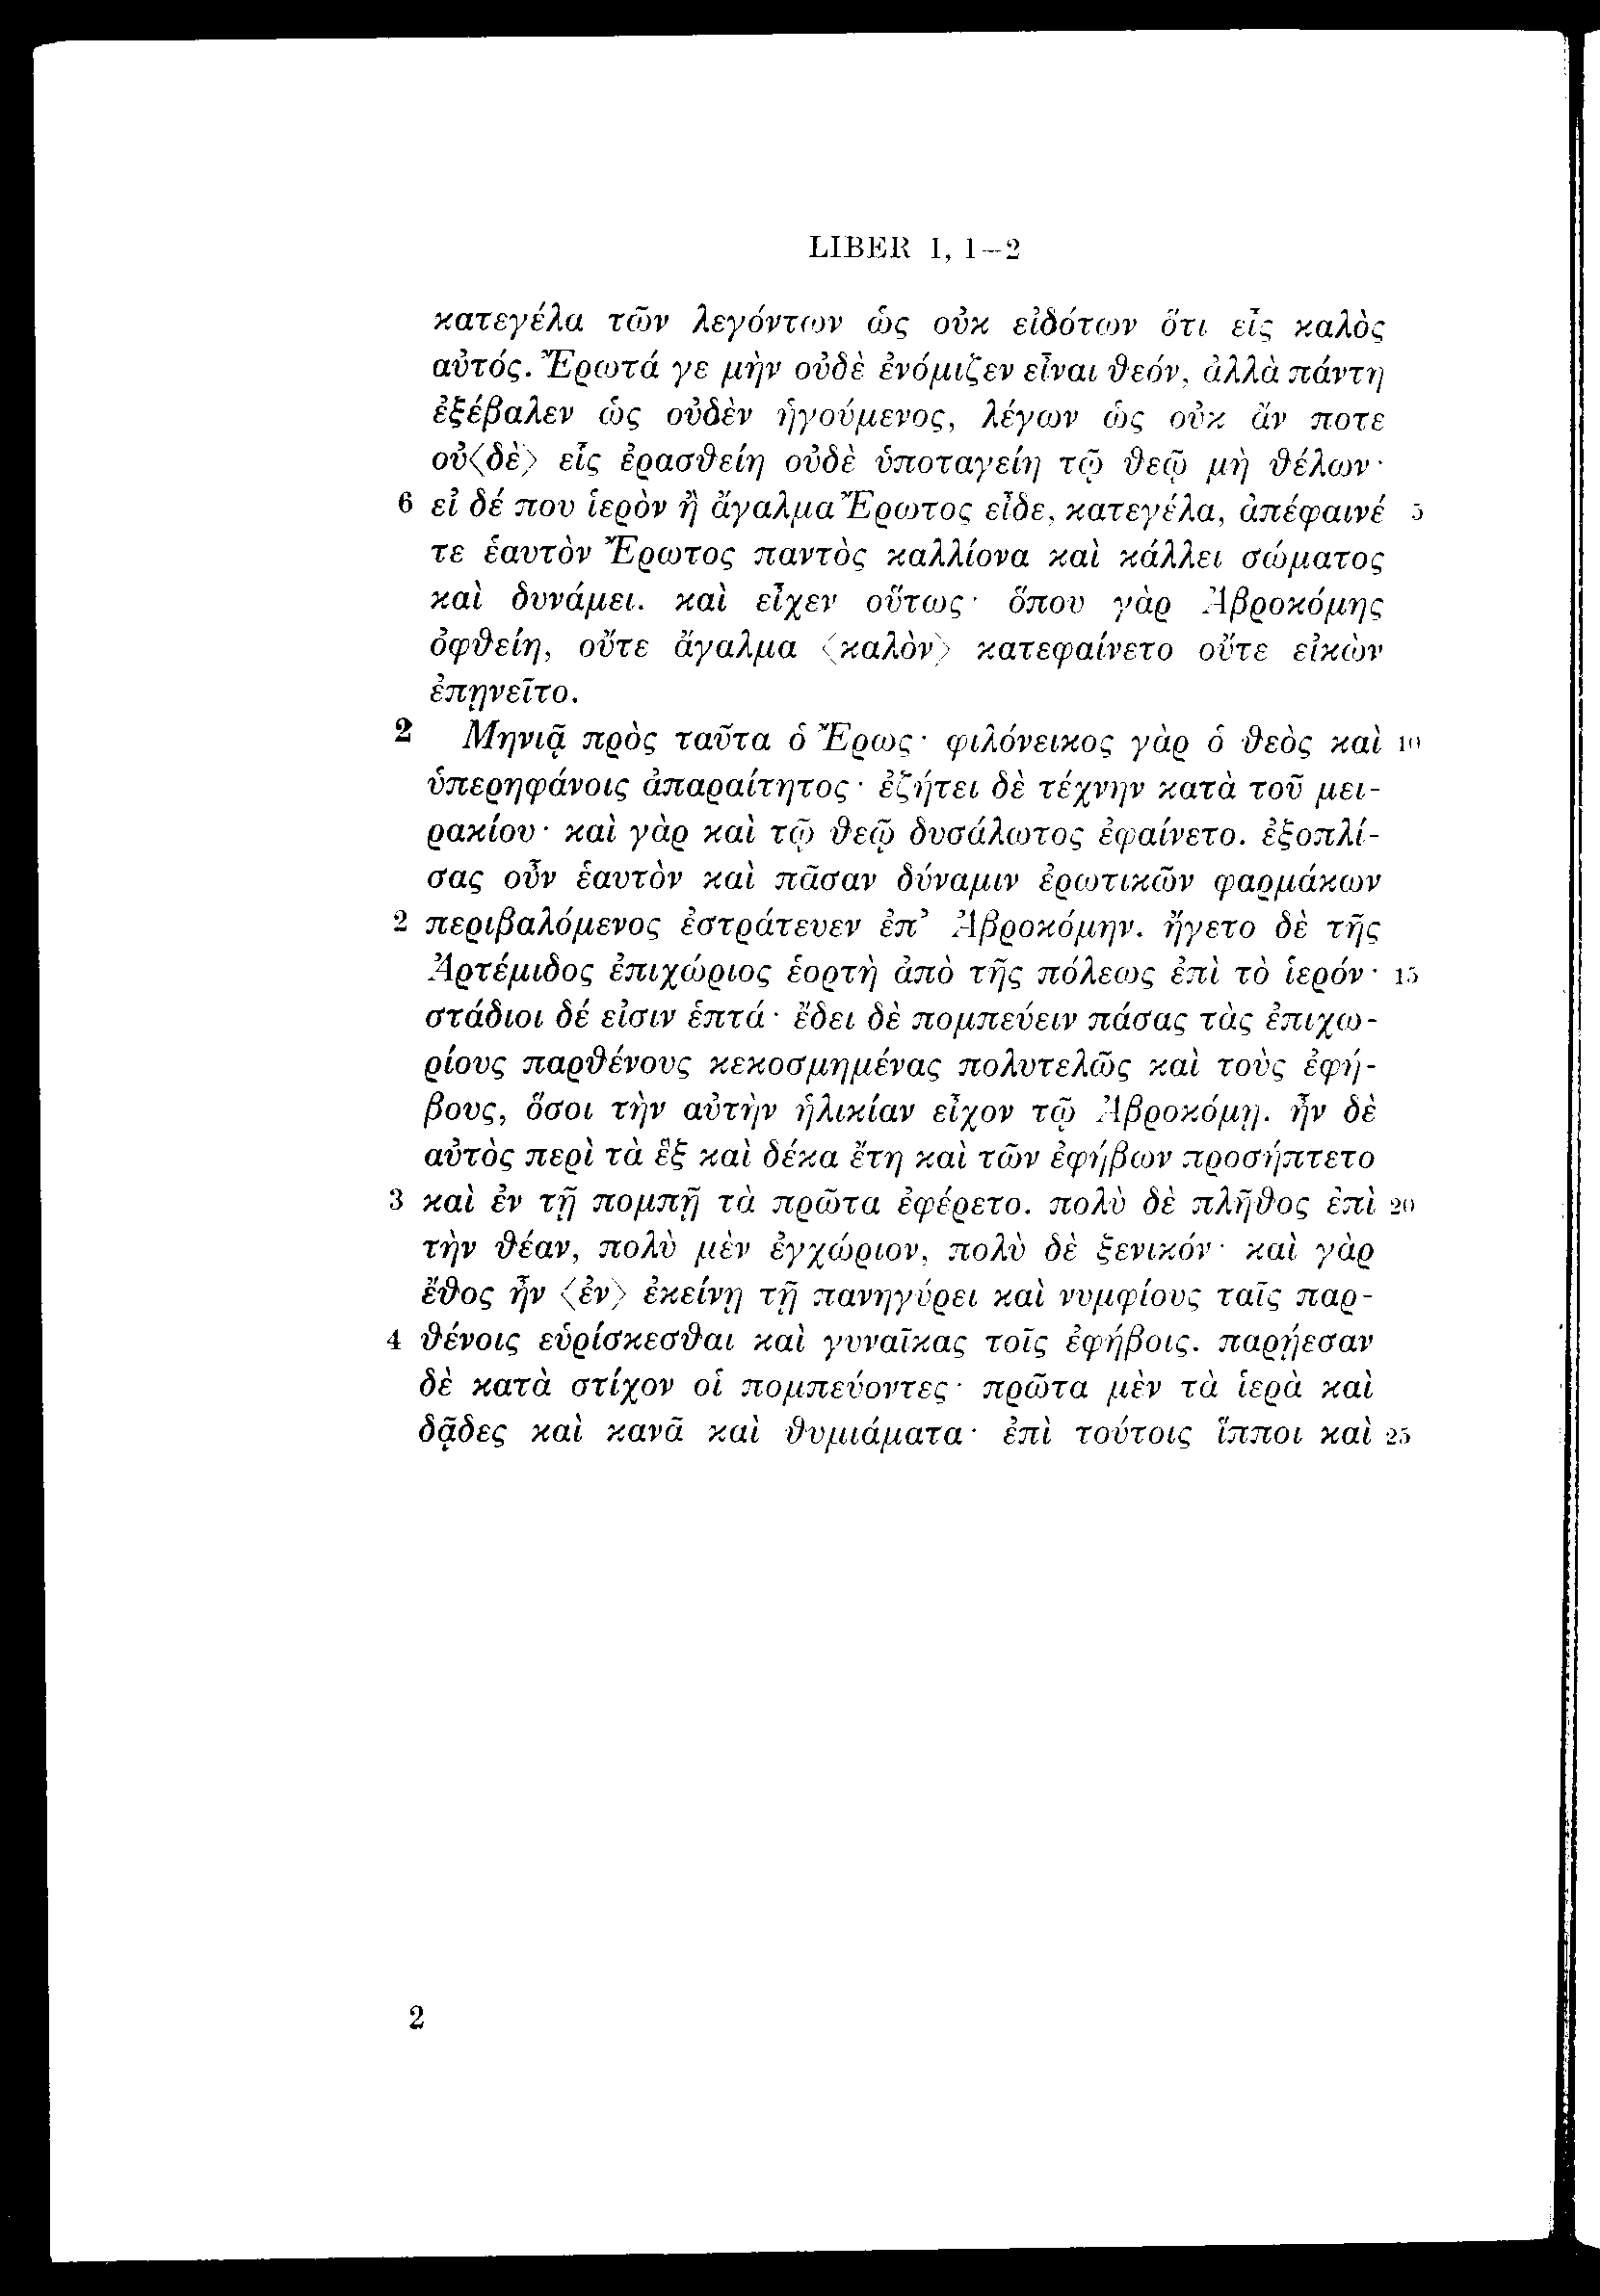 LIBER I, 1–2
κατεγέλα τῶν λεγόντων ὡς οὐκ εἰδότων ὅτι εἷς καλὸς
αὐτός. Ἔρωτά γε μὴν οὐδὲ ἐνόμιζεν εἶναι θεόν, ἀλλὰ πάντη
ἐξέβαλεν ὡς οὐδὲν ἡγούμενος, λέγων ὡς οὐκ ἄν ποτε
οὐ⟨δὲ⟩ εἷς ἐρασθείη οὐδὲ ὑποταγείη τῷ θεῷ μὴ θέλων·
6 εἰ δέ που ἱερὸν ἢ ἄγαλμα Ἔρωτος εἶδε, κατεγέλα, ἀπέφαινέ 5
τε ἑαυτὸν Ἔρωτος παντὸς καλλίονα καὶ κάλλει σώματος
καὶ δυνάμει. καὶ εἶχεν οὕτως· ὅπου γὰρ Ἁβροκόμης
ὀφθείη, οὔτε ἄγαλμα ⟨καλὸν⟩ κατεφαίνετο οὔτε εἰκὼν
ἐπῃνεῖτο.
2 Μηνιᾷ πρὸς ταῦτα ὁ Ἔρως· φιλόνεικος γὰρ ὁ θεὸς καὶ 10
ὑπερηφάνοις ἀπαραίτητος· ἐζήτει δὲ τέχνην κατὰ τοῦ μει-
ρακίου· καὶ γὰρ καὶ τῷ θεῷ δυσάλωτος ἐφαίνετο. ἐξοπλί-
σας οὖν ἑαυτὸν καὶ πᾶσαν δύναμιν ἐρωτικῶν φαρμάκων
2 περιβαλόμενος ἐστράτευεν ἐπ’ Ἁβροκόμην. ἤγετο δὲ τῆς
Ἀρτέμιδος ἐπιχώριος ἑορτὴ ἀπὸ τῆς πόλεως ἐπὶ τὸ ἱερόν· 15
στάδιοι δέ εἰσιν ἑπτά· ἔδει δὲ πομπεύειν πάσας τὰς ἐπιχω-
ρίους παρθένους κεκοσμημένας πολυτελῶς καὶ τοὺς ἐφή-
βους, ὅσοι τὴν αὐτὴν ἡλικίαν εἶχον τῷ Ἁβροκόμῃ. ἦν δὲ
αὐτὸς περὶ τὰ ἓξ καὶ δέκα ἔτη καὶ τῶν ἐφήβων προσήπτετο
3 καὶ ἐν τῇ πομπῇ τὰ πρῶτα ἐφέρετο. πολὺ δὲ πλῆθος ἐπὶ 20
τὴν θέαν, πολὺ μὲν ἐγχώριον, πολὺ δὲ ξενικόν· καὶ γὰρ
ἔθος ἦν ⟨ἐν⟩ ἐκείνῃ τῇ πανηγύρει καὶ νυμφίους ταῖς παρ-
4 θένοις εὑρίσκεσθαι καὶ γυναῖκας τοῖς ἐφήβοις. παρῄεσαν
δὲ κατὰ στίχον οἱ πομπεύοντες· πρῶτα μὲν τὰ ἱερὰ καὶ
δᾷδες καὶ κανᾶ καὶ θυμιάματα· ἐπὶ τούτοις ἵπποι καὶ 25
2